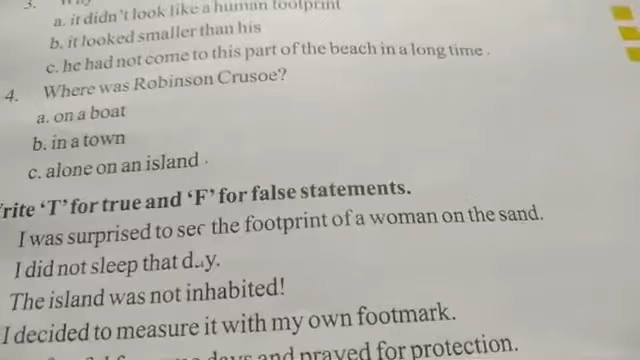 3.
a. it didn't look like a human footprint
b. it looked smaller than his
c. he had not come to this part of the beach in a long time .
4. Where was Robinson Crusoe?
a. on a boat
b. in a town
c. alone on an island .
rite 'T' for true and 'F' for false statements.
I was surprised to see the footprint of a woman on the sand.
I did not sleep that day.
The island was not inhabited!
I decided to measure it with my own footmark.
days and prayed for protection.